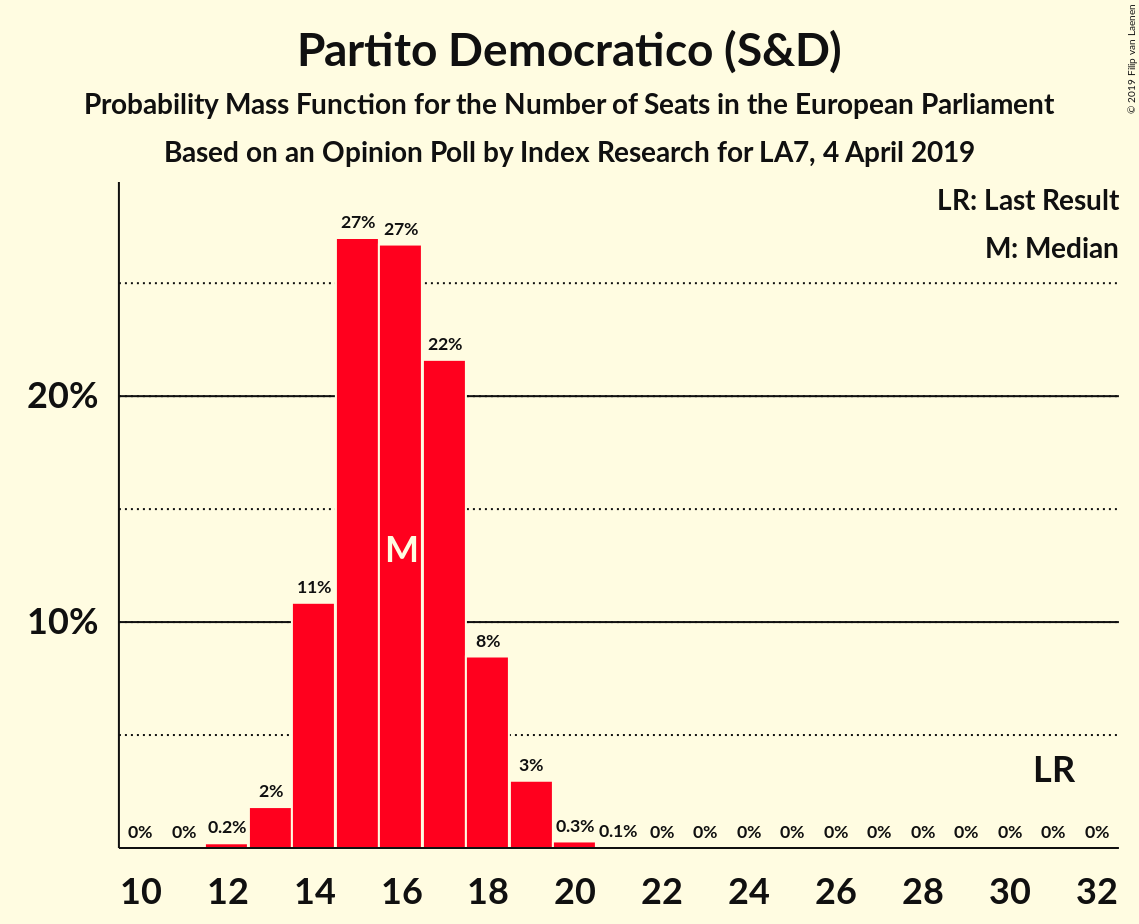 Partito Democratico (S&D)
Probability Mass Function for the Number of Seats in the European Parliament
Based on an Opinion Poll by Index Research for LA7, 4 April 2019
© 2019 Filip van Laenen
LR: Last Result
M: Median
27% 27%
22%
20%
M
11%
10%
8%
LR
3%
2%
0% 0% 0.2% 0.3% 0.1% 0% 0% 0% 0% 0% 0% 0% 0% 0% 0% 0%
10 12 14 16 18 20 22 24 26 28 30 32